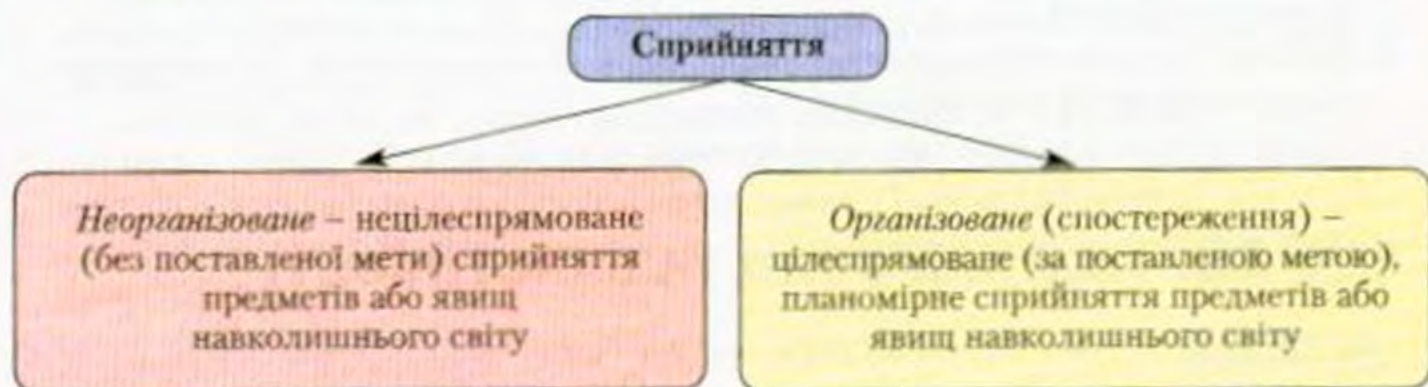 Сприйняття
Неорганізоване – нецілеспрямоване
(без поставленої мети) сприйняття
предметів або явищ
навколишнього світу
Організоване (спостереження) –
цілеспрямоване (за поставленою метою),
планомірне сприйняття предметів або
явищ навколишнього світу